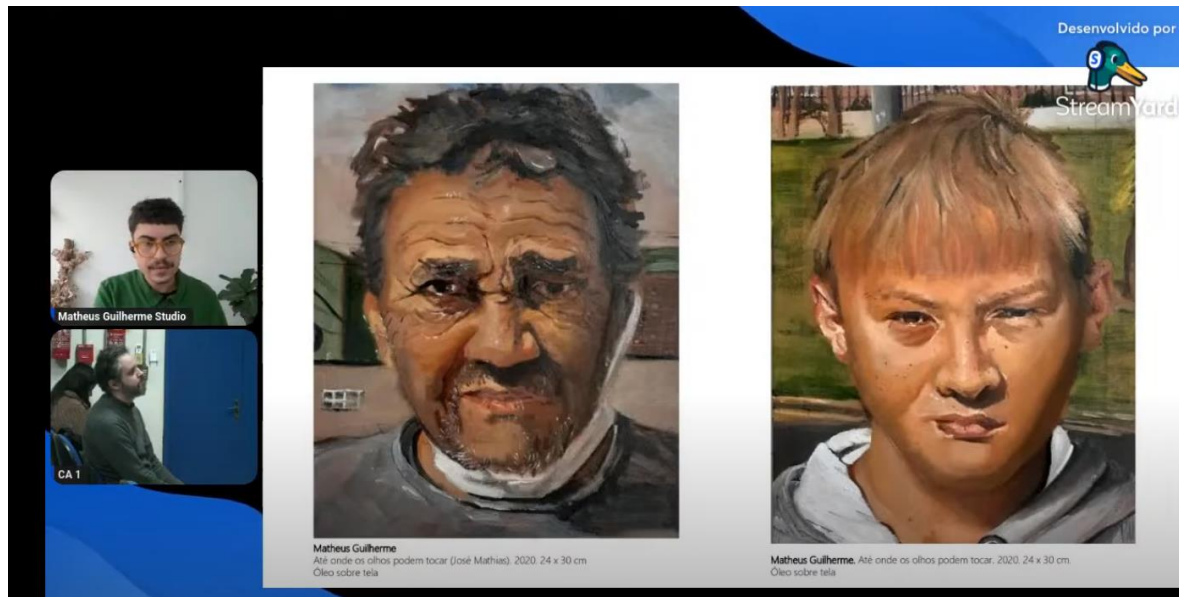 Desenvolvido por
StreamYard
Matheus Guilherme Studio
CA 1
Matheus Guilherme
Até onde os olhos podem tocar (José Mathias). 2020. 24 x 30 cm
Óleo sobre tela
Matheus Guilherme. Até onde os olhos podem tocar. 2020. 24 x 30 cm
Óleo sobre tela